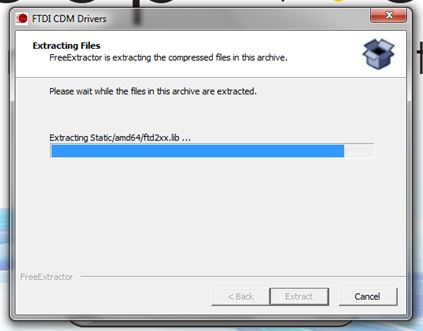 FTDI CDM Drivers
Extracting Files
FreeExtractor is extracting the compressed files in this archive.
Please wait while the files in this archive are extracted.
Extracting Static/amd64/ftd2xx.lib ...
FreeExtractor
< Back
Extract
Cancel